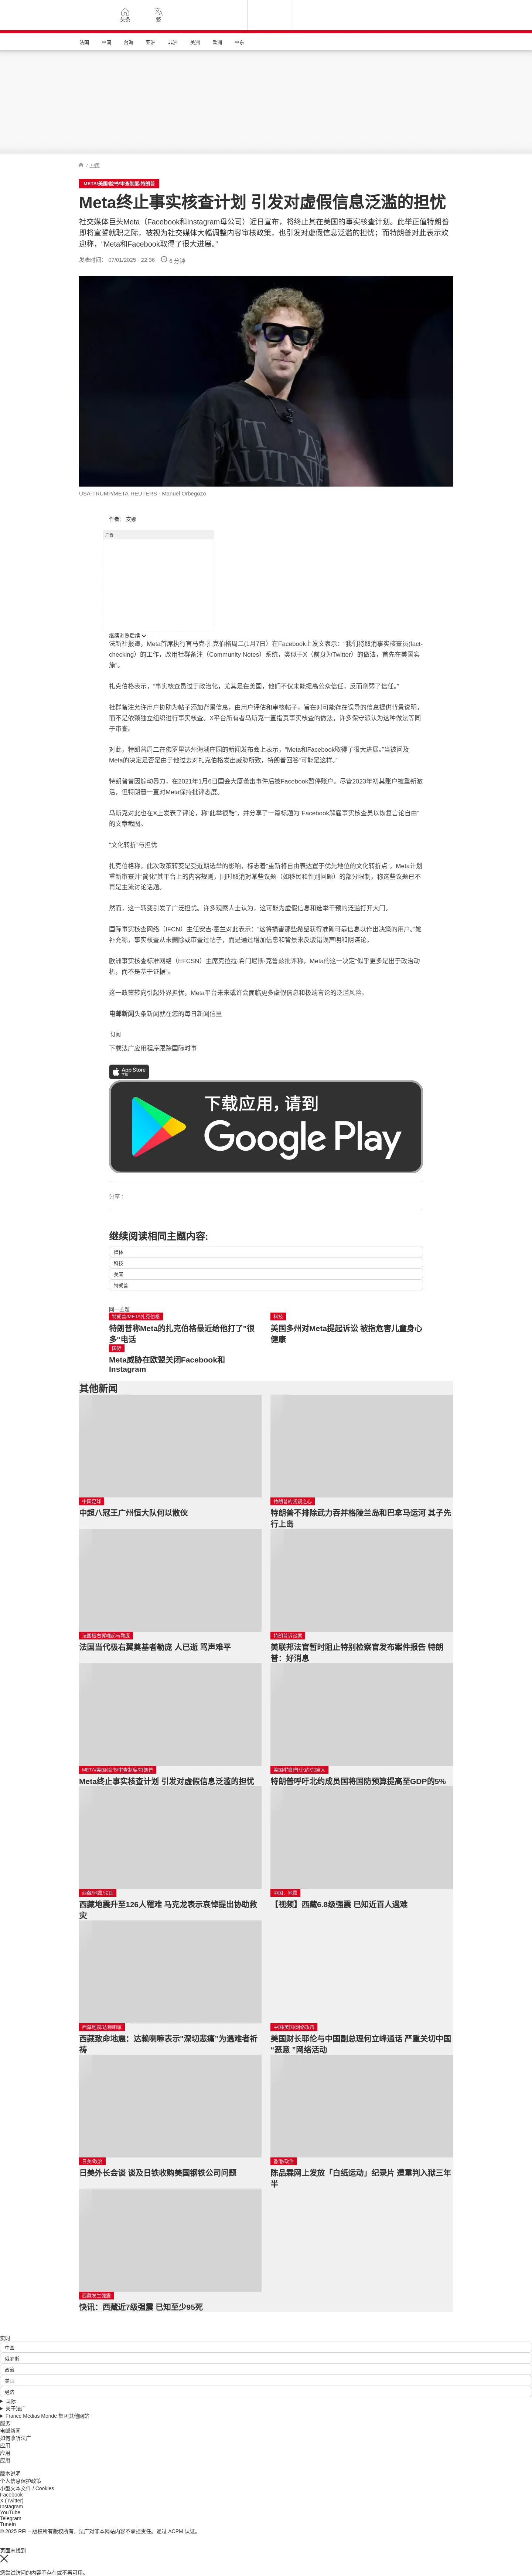 头条
繁
法国
中国
台海
亚洲
非洲
美洲
欧洲
中东
/ 中国
META/美国/脸书/审查制度/特朗普
Meta终止事实核查计划 引发对虚假信息泛滥的担忧
社交媒体巨头Meta（Facebook和Instagram母公司）近日宣布，将终止其在美国的事实核查计划。此举正值特朗普
即将宣誓就职之际，被视为社交媒体大幅调整内容审核政策，也引发对虚假信息泛滥的担忧；而特朗普对此表示欢
迎称，“Meta和Facebook取得了很大进展。”
发表时间： 07/01/2025 - 22:36
6 分钟
USA-TRUMP/META REUTERS - Manuel Orbegozo
作者： 安娜
广告
继续浏览后续
法新社报道，Meta首席执行官马克·扎克伯格周二(1月7日）在Facebook上发文表示：“我们将取消事实核查员(fact-
checking）的工作，改用社群备注（Community Notes）系统，类似于X（前身为Twitter）的做法，首先在美国实
施”。
扎克伯格表示，“事实核查员过于政治化，尤其是在美国，他们不仅未能提高公众信任，反而削弱了信任。”
社群备注允许用户协助为帖子添加背景信息，由用户评估和审核帖子，旨在对可能存在误导的信息提供背景说明，
而不是依赖独立组织进行事实核查。X平台所有者马斯克一直指责事实核查的做法，许多保守派认为这种做法等同
于审查。
对此，特朗普周二在佛罗里达州海湖庄园的新闻发布会上表示，“Meta和Facebook取得了很大进展。”当被问及
Meta的决定是否是由于他过去对扎克伯格发出威胁所致，特朗普回答“可能是这样。”
特朗普曾因煽动暴力，在2021年1月6日国会大厦袭击事件后被Facebook暂停账户。尽管2023年初其账户被重新激
活，但特朗普一直对Meta保持批评态度。
马斯克对此也在X上发表了评论，称“此举很酷”，并分享了一篇标题为“Facebook解雇事实核查员以恢复言论自由”
的文章截图。
“文化转折”与担忧
扎克伯格称，此次政策转变是受近期选举的影响，标志着“重新将自由表达置于优先地位的文化转折点”。Meta计划
重新审查并“简化”其平台上的内容规则，同时取消对某些议题（如移民和性别问题）的部分限制，称这些议题已不
再是主流讨论话题。
然而，这一转变引发了广泛担忧。许多观察人士认为，这可能为虚假信息和选举干预的泛滥打开大门。
国际事实核查网络（IFCN）主任安吉·霍兰对此表示：“这将损害那些希望获得准确可靠信息以作出决策的用户。”她
补充称，事实核查从未删除或审查过帖子，而是通过增加信息和背景来反驳错误声明和阴谋论。
欧洲事实核查标准网络（EFCSN）主席克拉拉·希门尼斯·克鲁兹批评称，Meta的这一决定“似乎更多是出于政治动
机，而不是基于证据”。
这一政策转向引起外界担忧，Meta平台未来或许会面临更多虚假信息和极端言论的泛滥风险。
电邮新闻头条新闻就在您的每日新闻信里
订阅
下载法广应用程序跟踪国际时事
App Store
下载
下载应用，请到
Google Play
分享 :
继续阅读相同主题内容:
媒体
科技
美国
特朗普
同一主题
特朗普/META扎克伯格
特朗普称Meta的扎克伯格最近给他打了“很
多”电话
科技
美国多州对Meta提起诉讼 被指危害儿童身心
健康
国际
Meta威胁在欧盟关闭Facebook和
Instagram
其他新闻
中国足球
中超八冠王广州恒大队何以散伙
特朗普的觊觎之心
特朗普不排除武力吞并格陵兰岛和巴拿马运河 其子先
行上岛
法国极右翼崛起与勒庞
法国当代极右翼奠基者勒庞 人已逝 骂声难平
特朗普诉讼案
美联邦法官暂时阻止特别检察官发布案件报告 特朗
普：好消息
META/美国/脸书/审查制度/特朗普
Meta终止事实核查计划 引发对虚假信息泛滥的担忧
美国/特朗普/北约/加拿大
特朗普呼吁北约成员国将国防预算提高至GDP的5%
西藏/地震/法国
西藏地震升至126人罹难 马克龙表示哀悼提出协助救
灾
中国、地震
【视频】西藏6.8级强震 已知近百人遇难
西藏地震/达赖喇嘛
西藏致命地震：达赖喇嘛表示"深切悲痛"为遇难者祈
祷
中国/美国/网络攻击
美国财长耶伦与中国副总理何立峰通话 严重关切中国
“恶意 ”网络活动
日美/政治
日美外长会谈 谈及日铁收购美国钢铁公司问题
香港/政治
陈品霖网上发放「白纸运动」纪录片 遭重判入狱三年
半
西藏发生强震
快讯：西藏近7级强震 已知至少95死
实时
中国
俄罗斯
政治
美国
经济
国际
关于法广
France Médias Monde 集团其他网站
服务
电邮新闻
如何收听法广
应用
应用
应用
版本说明
个人信息保护政策
小型文本文件 / Cookies
Facebook
X (Twitter)
Instagram
YouTube
Telegram
TuneIn
© 2025 RFI – 版权所有版权所有。法广对非本网站内容不承担责任。通过 ACPM 认证。
页面未找到
您尝试访问的内容不存在或不再可用。